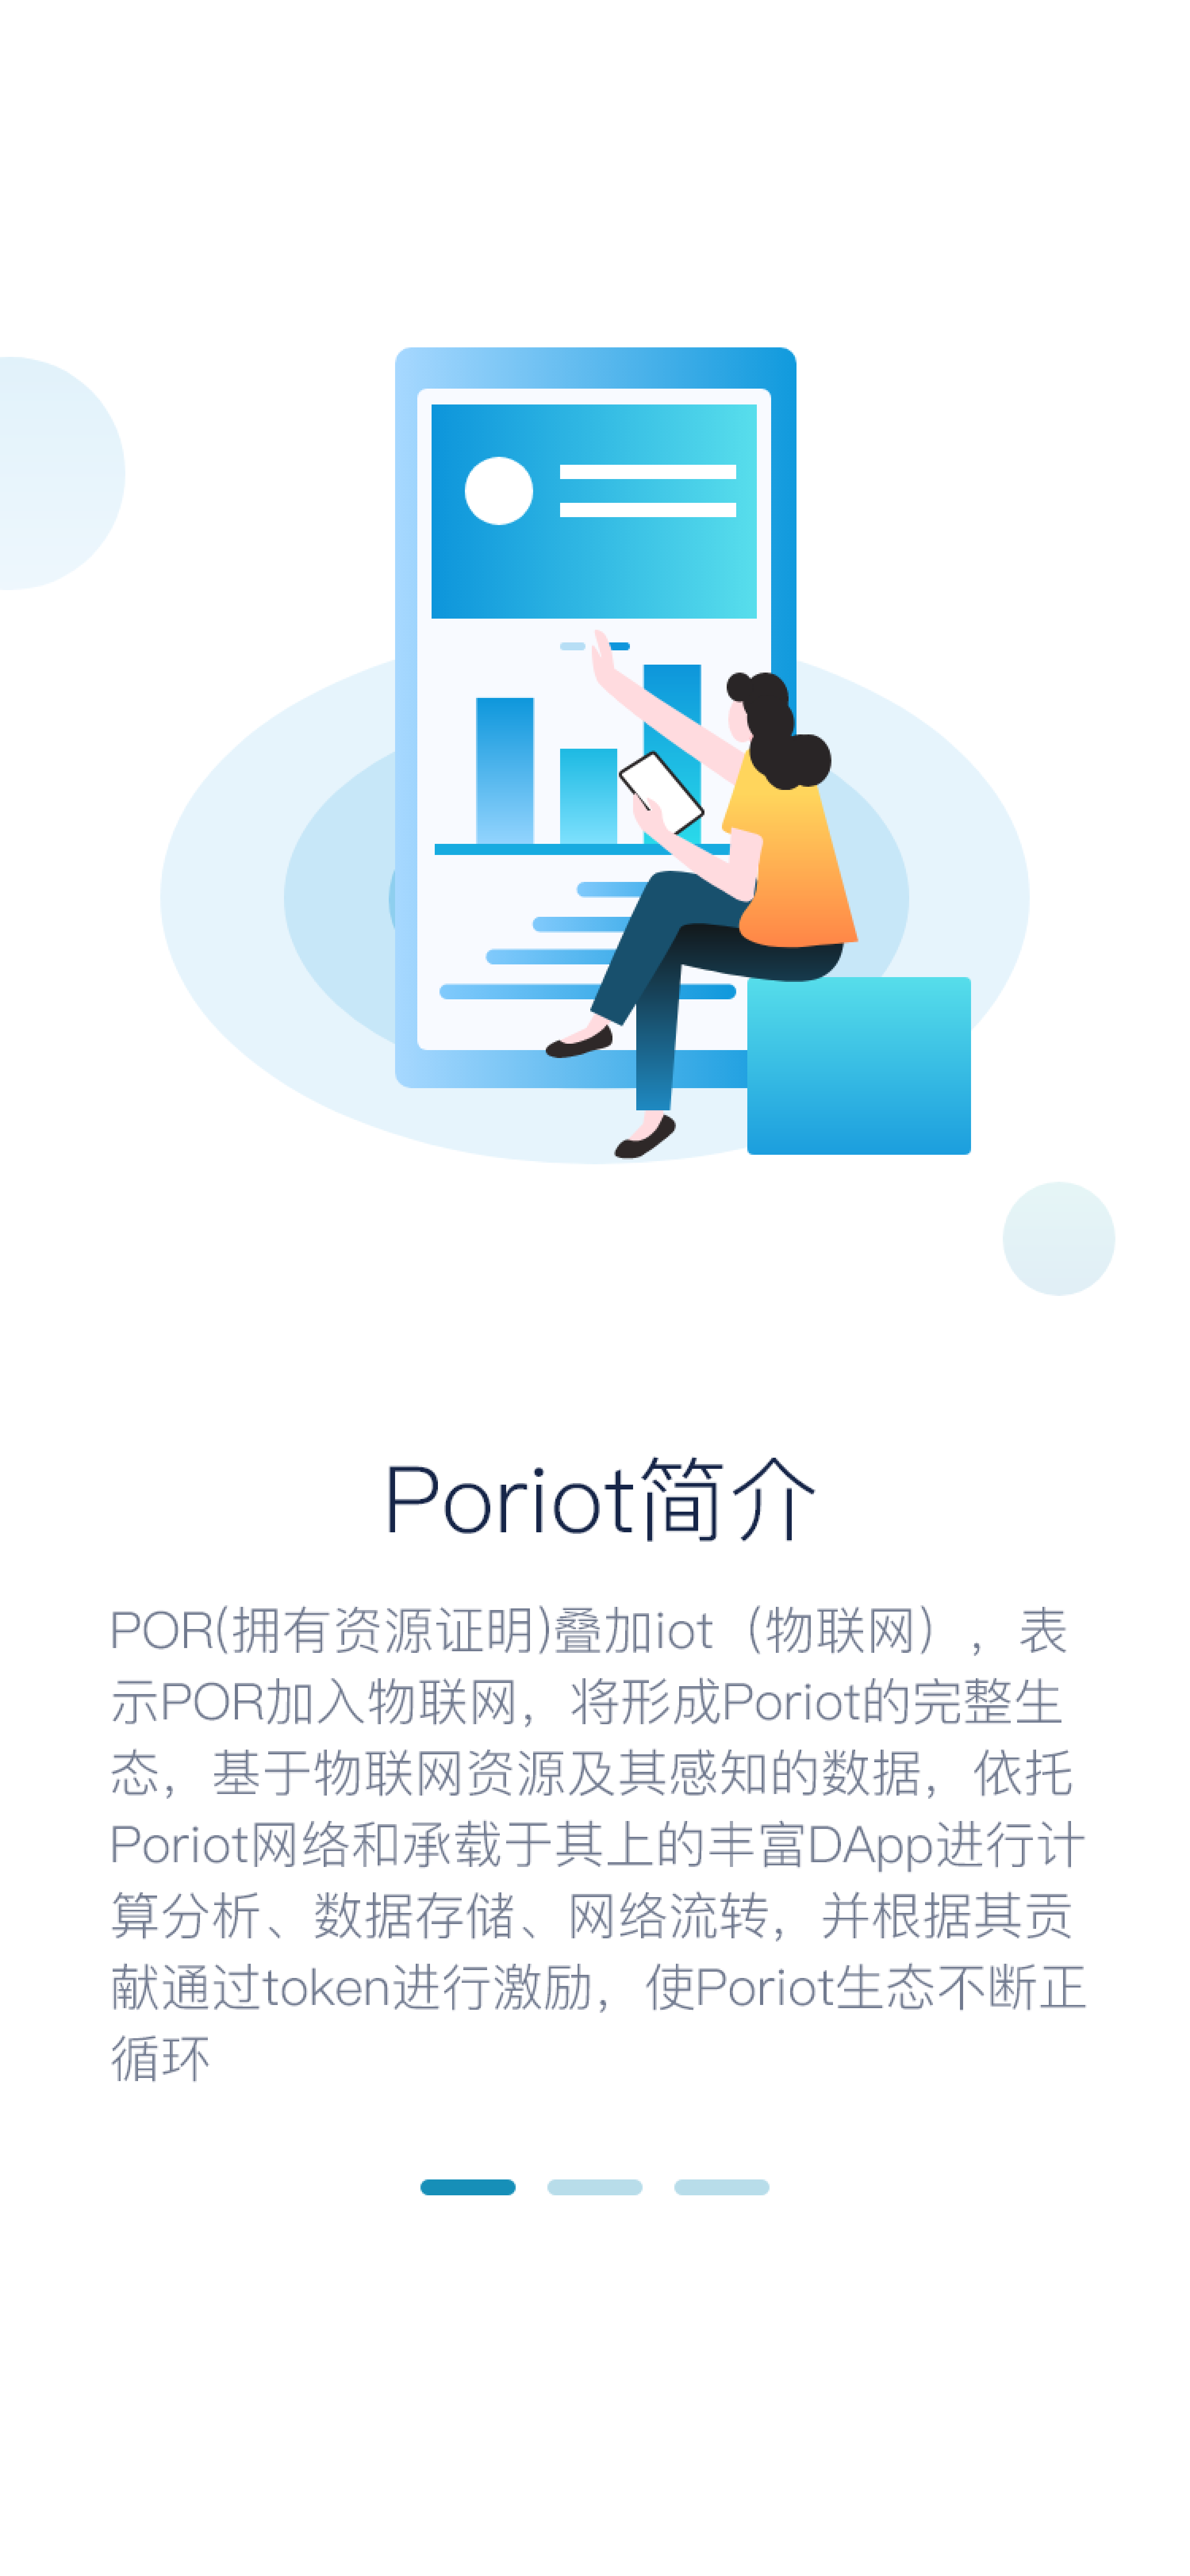 Poriot简介
POR(拥有资源证明)叠加iot（物联网），表
示POR加入物联网，将形成Poriot的完整生
态，基于物联网资源及其感知的数据，依托
Poriot网络和承载于其上的丰富DApp进行计
算分析、数据存储、网络流转，并根据其贡
献通过token进行激励，使Poriot生态不断正
循环